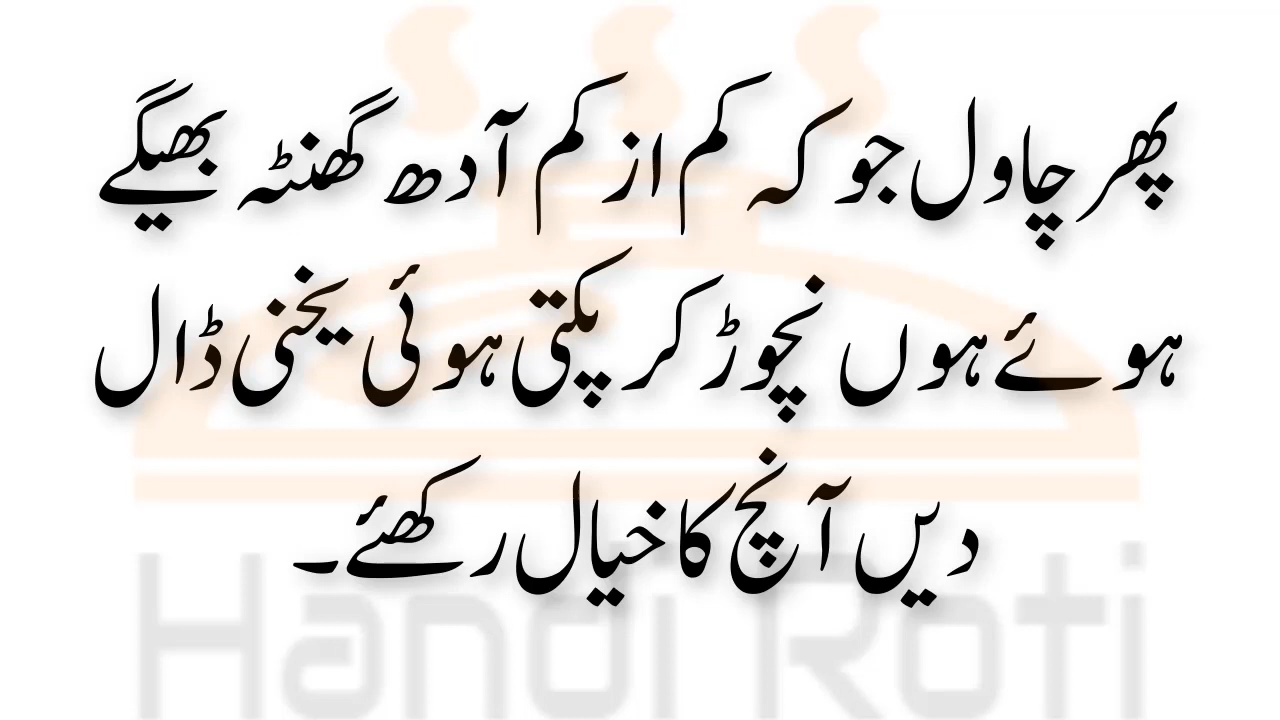 پھر چاول جو کہ کم از کم آدھ گھنٹہ بھیگے
ہوئے ہوں نچوڑ کر پکتی ہوئی یخنی ڈال
دیں آنچ کا خیال رکھئے۔
Handi Roti